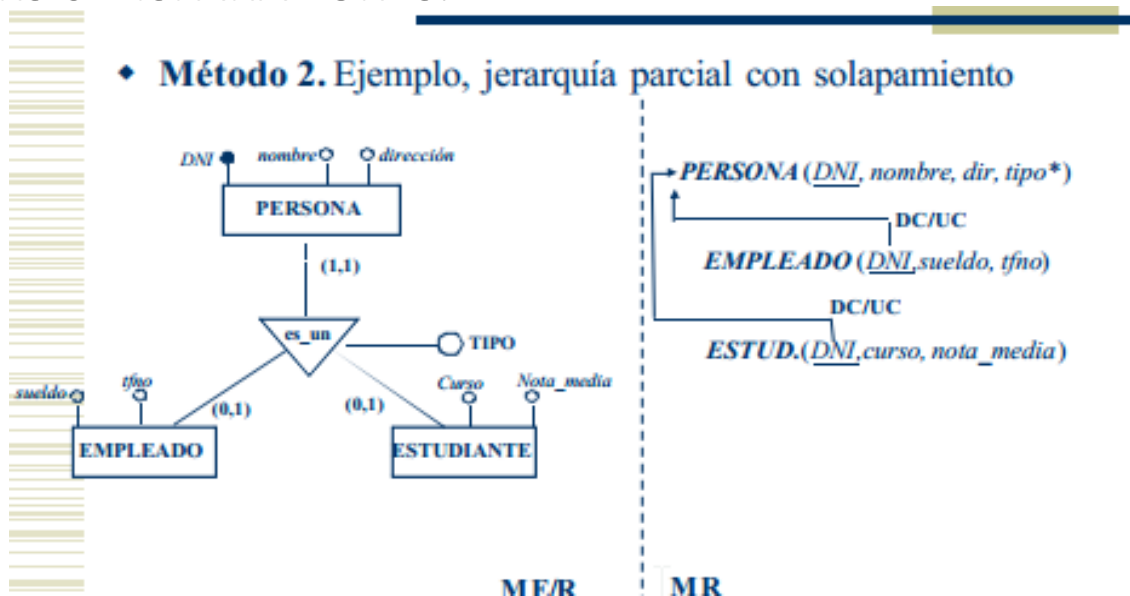 Método 2. Ejemplo, jerarquía parcial con solapamiento
DNI nombre dirección
PERSONA
(1,1)
es_un
TIPO
sueldo tfno
Curso Nota_media
(0,1) (0,1)
EMPLEADO
ESTUDIANTE
PERSONA (DNI, nombre, dir, tipo*)
DC/UC
EMPLEADO (DNI,sueldo, tfno)
DC/UC
ESTUD.(DNI,curso, nota_media)
M E/R
MR